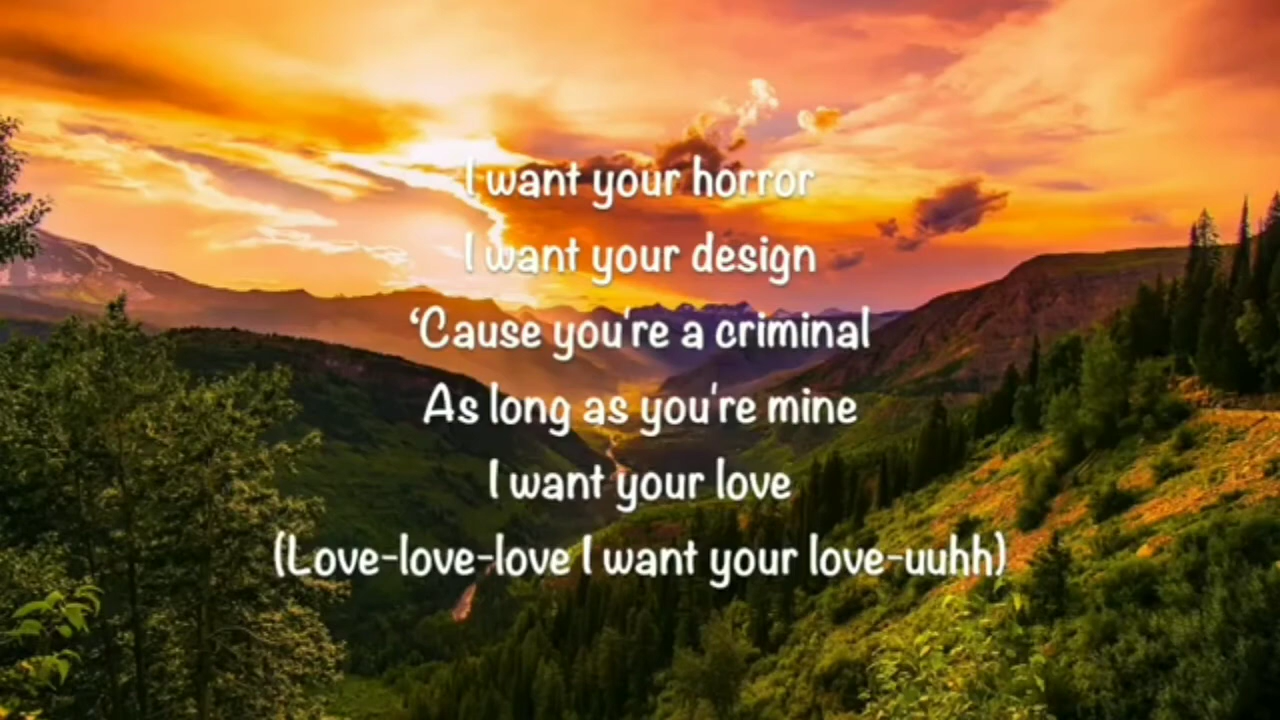 I want your horror
I want your design
‘Cause you're a criminal
As long as you're mine
I want your love
(Love-love-love I want your love-uuhh)